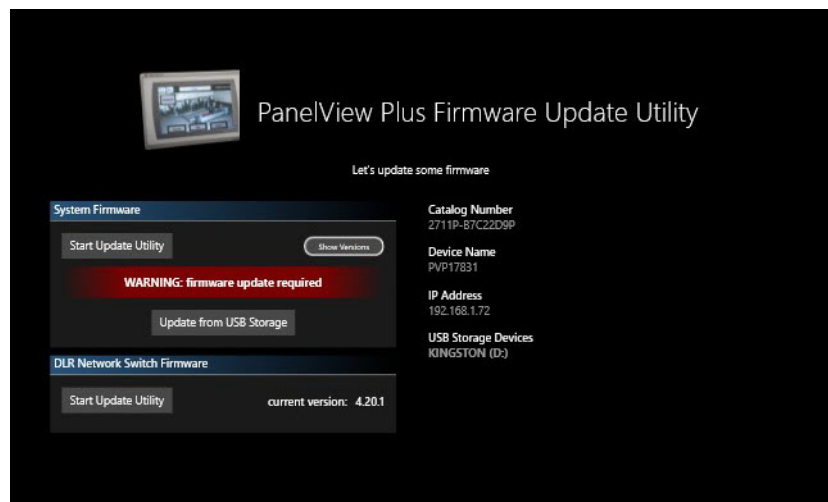 PanelView Plus Firmware Update Utility
Let's update some firmware
System Firmware
Start Update Utility
Show Versions
WARNING: firmware update required
Update from USB Storage
DLR Network Switch Firmware
Start Update Utility
current version: 4.20.1
Catalog Number
2711P-B7C22D9P
Device Name
PVP17831
IP Address
192.168.1.72
USB Storage Devices
KINGSTON (D:)